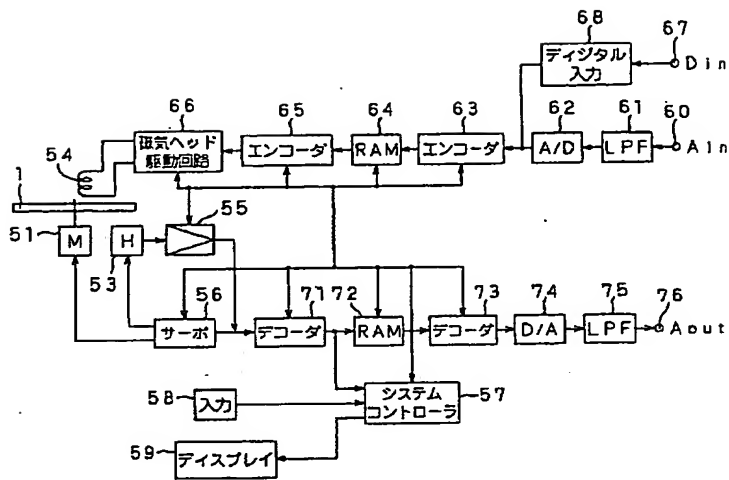 68
67
ディジタル
入力
Din
66
65
64
63
62
61
60
磁気ヘッド
駆動回路
エンコーダ
RAM
エンコーダ
A/D
LPF
AIn
54
1
55
51
M
H
53
56
71
72
73
74
75
76
サーボ
デコーダ
RAM
デコーダ
D/A
LPF
Aout
58
入力
システム
コントローラ
57
59
ディスプレイ